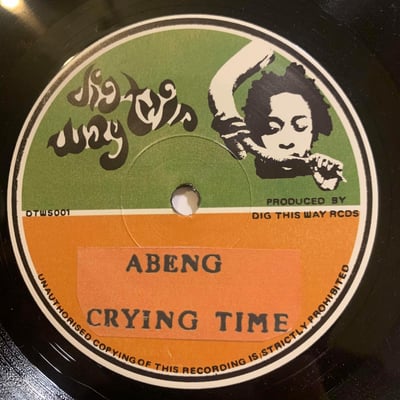 dig this
way
PRODUCED BY
DTWS001
DIG THIS WAY RCDS
ABENG
CRYING TIME
UNAUTHORISED COPYING OF THIS RECORDING IS STRICTLY PROHIBITED